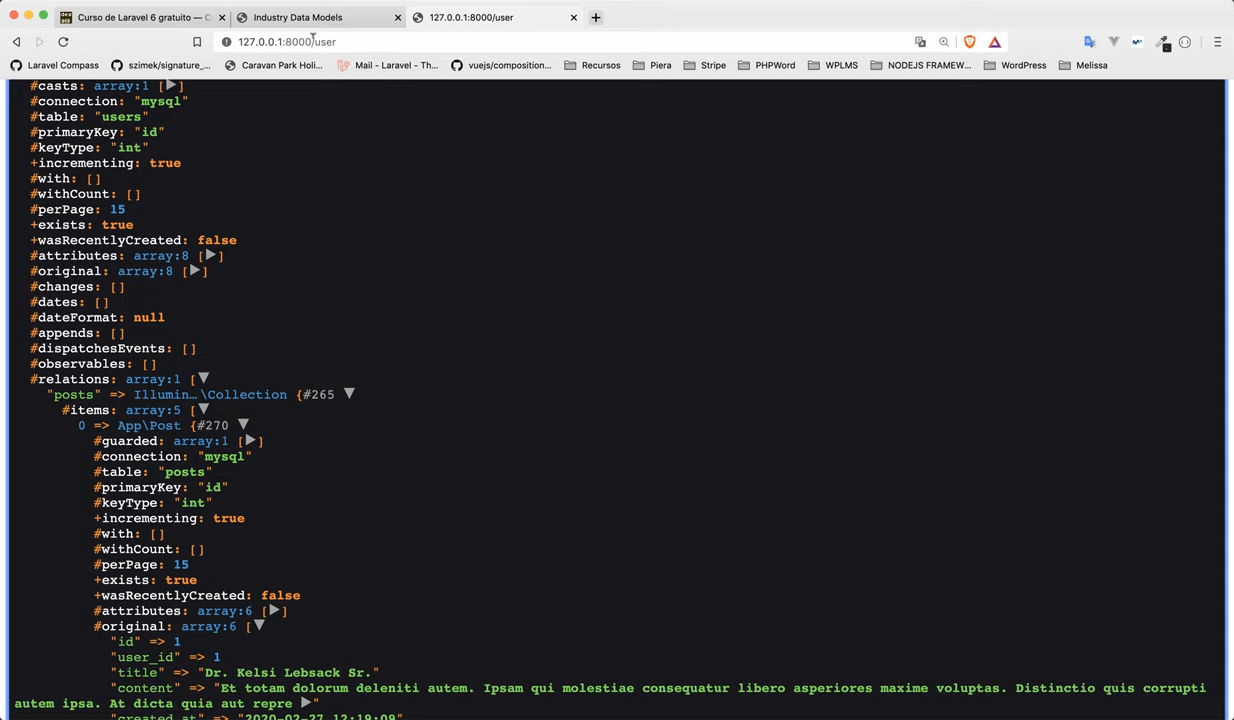 Curso de Laravel 6 gratuito — C
Industry Data Models
127.0.0.1:8000/user
127.0.0.1:8000/user
Laravel Compass
szimek/signature_...
Caravan Park Holi...
Mail - Laravel - Th...
vuejs/composition...
Recursos
Piera
Stripe
PHPWord
WPLMS
NODEJS FRAMEW...
WordPress
Melissa
#casts: array:1 [▶]
#connection: "mysql"
#table: "users"
#primaryKey: "id"
#keyType: "int"
+incrementing: true
#with: []
#withCount: []
#perPage: 15
+exists: true
+wasRecentlyCreated: false
#attributes: array:8 [▶]
#original: array:8 [▶]
#changes: []
#dates: []
#dateFormat: null
#appends: []
#dispatchesEvents: []
#observables: []
#relations: array:1 [▼
"posts" => Illumin…\Collection {#265 ▼
#items: array:5 [▼
0 => App\Post {#270 ▼
#guarded: array:1 [▶]
#connection: "mysql"
#table: "posts"
#primaryKey: "id"
#keyType: "int"
+incrementing: true
#with: []
#withCount: []
#perPage: 15
+exists: true
+wasRecentlyCreated: false
#attributes: array:6 [▶]
#original: array:6 [▼
"id" => 1
"user_id" => 1
"title" => "Dr. Kelsi Lebsack Sr."
"content" => "Et totam dolorum deleniti autem. Ipsam qui molestiae consequatur libero asperiores maxime voluptas. Distinctio quis corrupti
autem ipsa. At dicta quia aut repre ▶"
"created_at" => "2020-02-27 12:19:09"